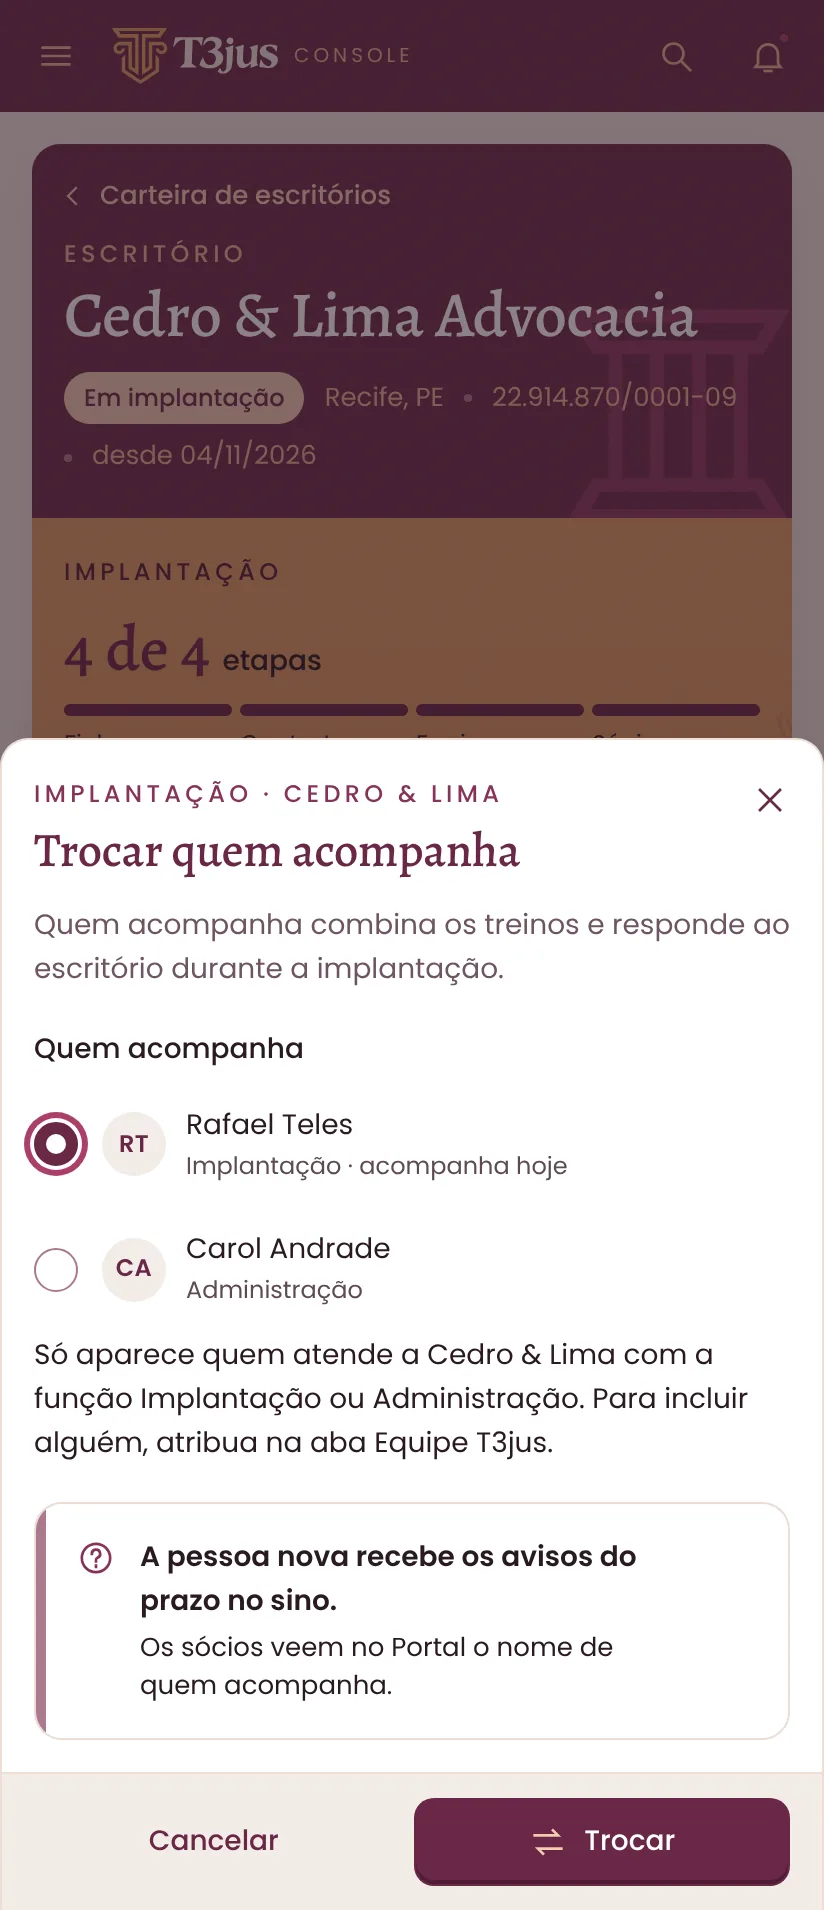 T3jus CONSOLE
Carteira de escritórios
ESCRITÓRIO
Cedro & Lima Advocacia
Em implantação Recife, PE • 22.914.870/0001-09
• desde 04/11/2026
IMPLANTAÇÃO
4 de 4 etapas
IMPLANTAÇÃO · CEDRO & LIMA
Trocar quem acompanha
Quem acompanha combina os treinos e responde ao
escritório durante a implantação.
Quem acompanha
RT Rafael Teles
Implantação · acompanha hoje
CA Carol Andrade
Administração
Só aparece quem atende a Cedro & Lima com a
função Implantação ou Administração. Para incluir
alguém, atribua na aba Equipe T3jus.
A pessoa nova recebe os avisos do
prazo no sino.
Os sócios veem no Portal o nome de
quem acompanha.
Cancelar Trocar